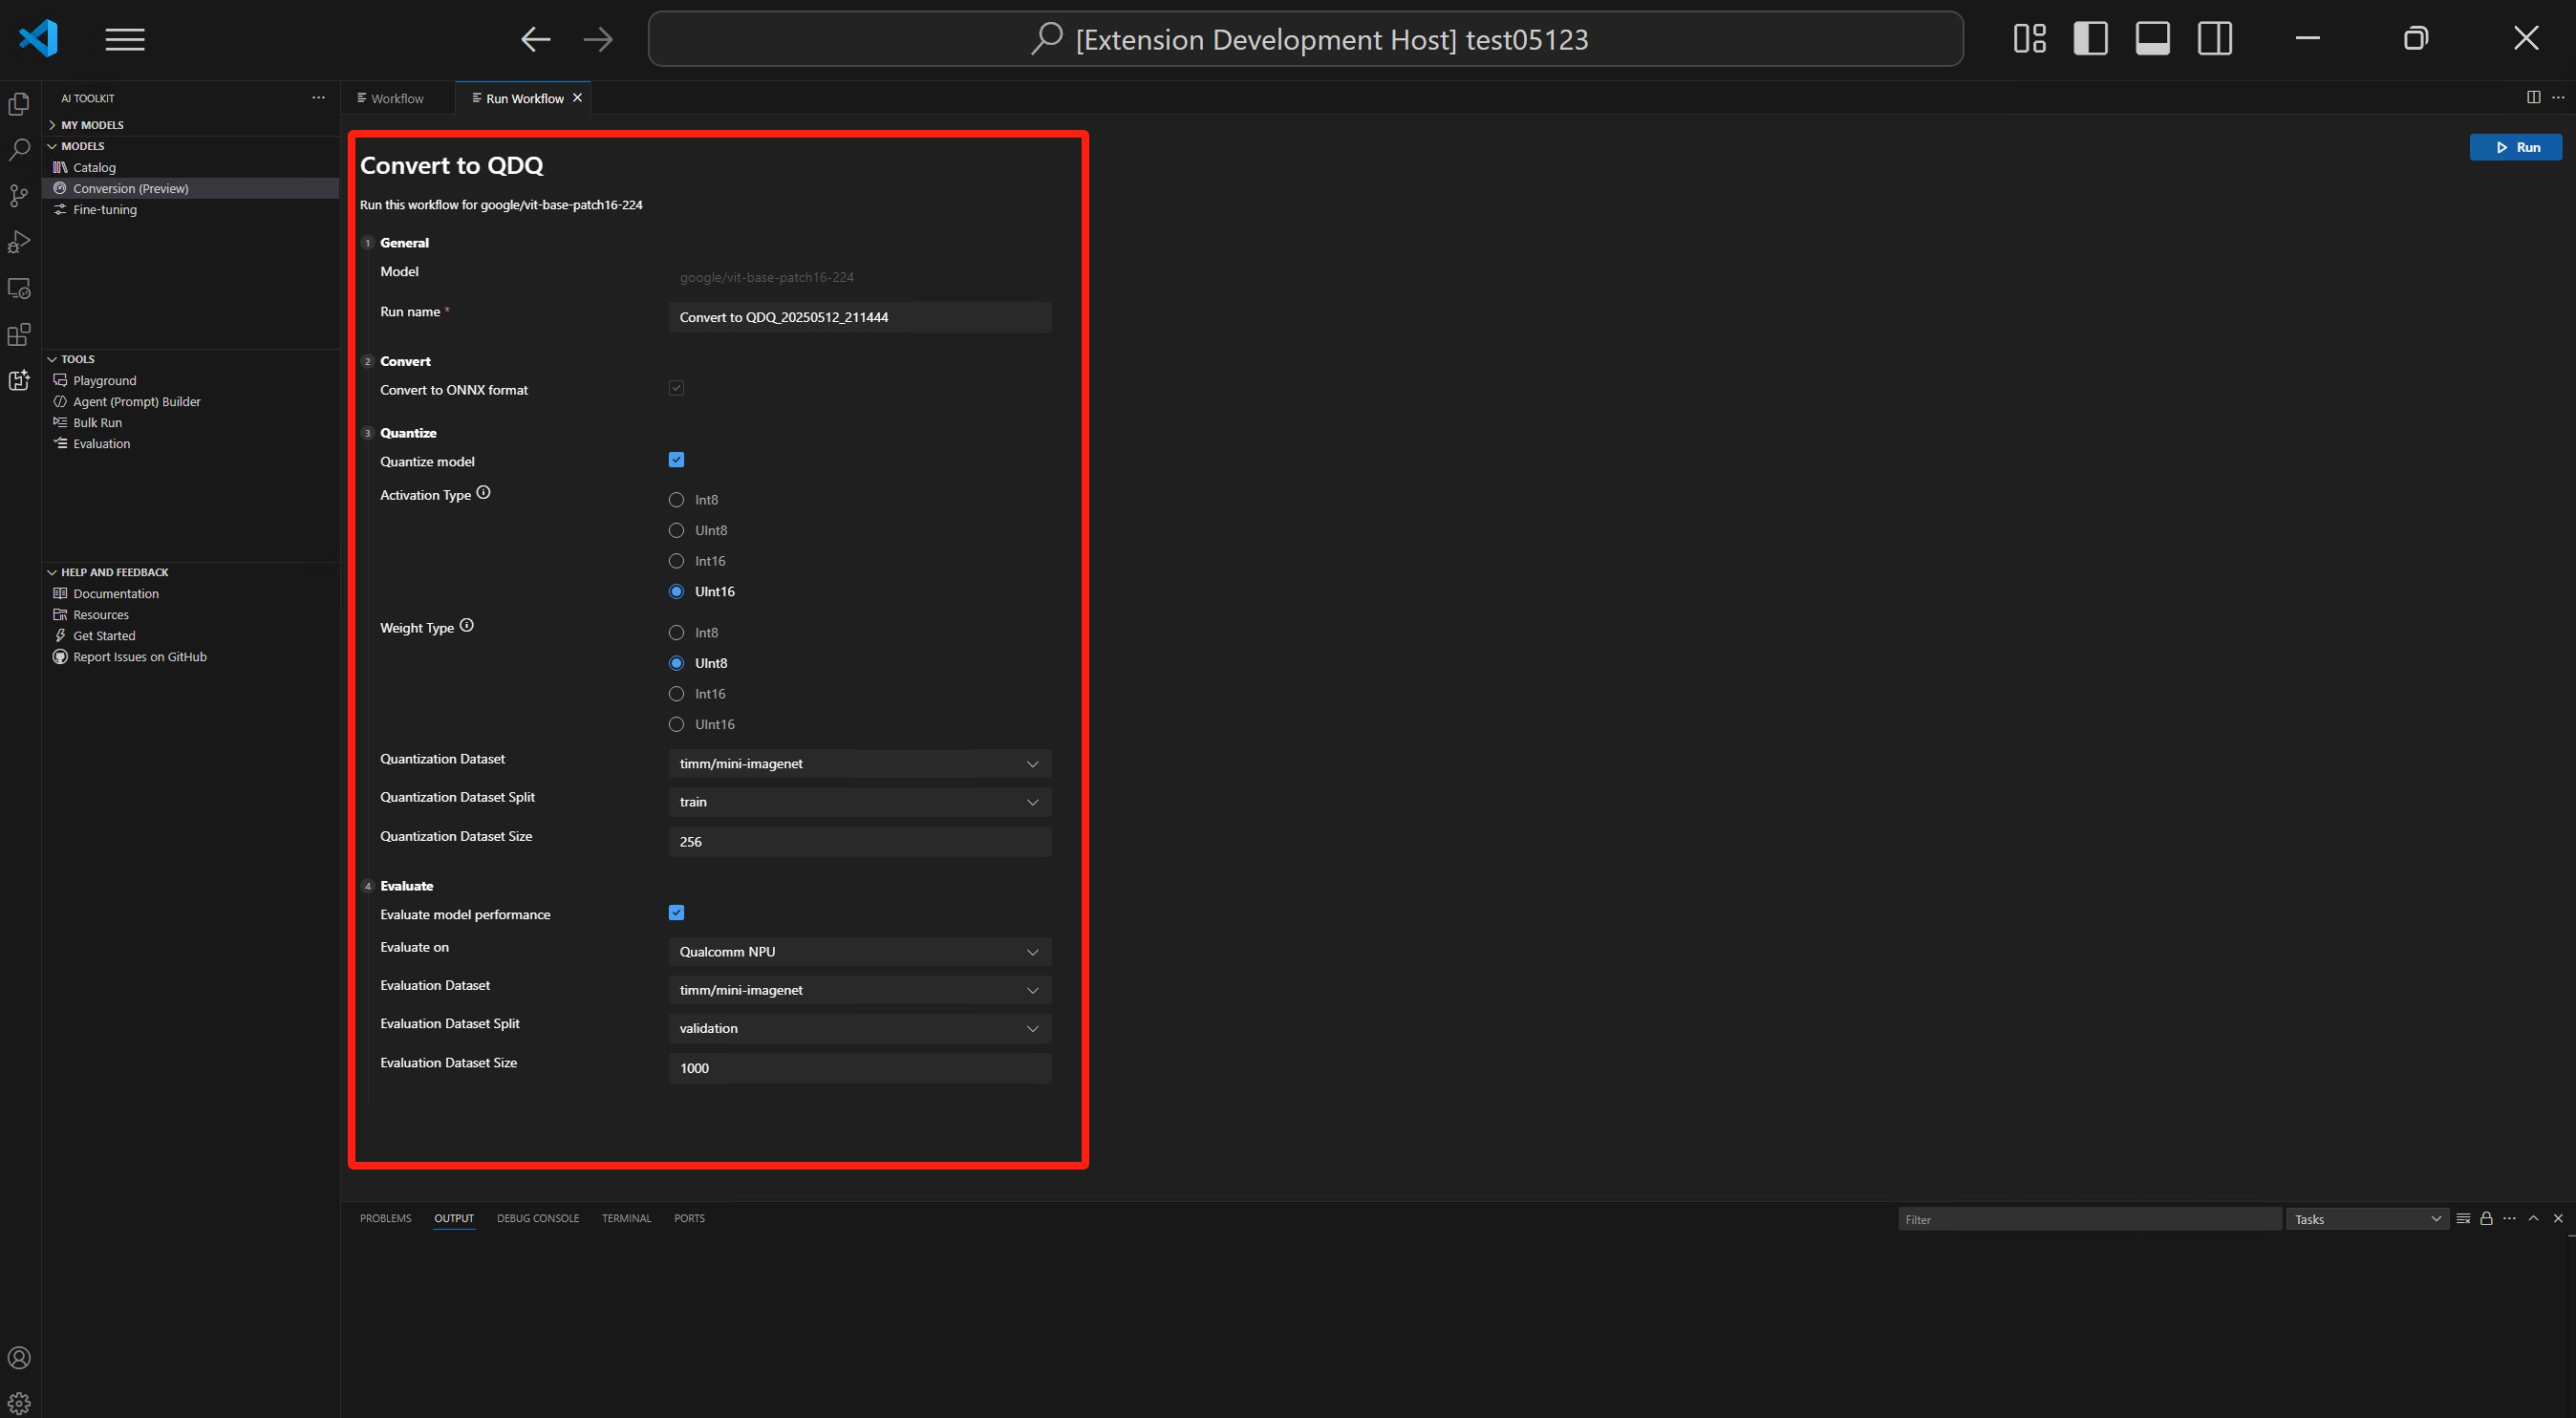 [Extension Development Host] test05123
AI TOOLKIT
MY MODELS
MODELS
Catalog
Conversion (Preview)
Fine-tuning
TOOLS
Playground
Agent (Prompt) Builder
Bulk Run
Evaluation
HELP AND FEEDBACK
Documentation
Resources
Get Started
Report Issues on GitHub
Workflow
Run Workflow
Run
Convert to QDQ
Run this workflow for google/vit-base-patch16-224
1 General
Model google/vit-base-patch16-224
Run name * Convert to QDQ_20250512_211444
2 Convert
Convert to ONNX format
3 Quantize
Quantize model
Activation Type Int8
UInt8
Int16
UInt16
Weight Type Int8
UInt8
Int16
UInt16
Quantization Dataset timm/mini-imagenet
Quantization Dataset Split train
Quantization Dataset Size 256
4 Evaluate
Evaluate model performance
Evaluate on Qualcomm NPU
Evaluation Dataset timm/mini-imagenet
Evaluation Dataset Split validation
Evaluation Dataset Size 1000
PROBLEMS OUTPUT DEBUG CONSOLE TERMINAL PORTS Filter Tasks